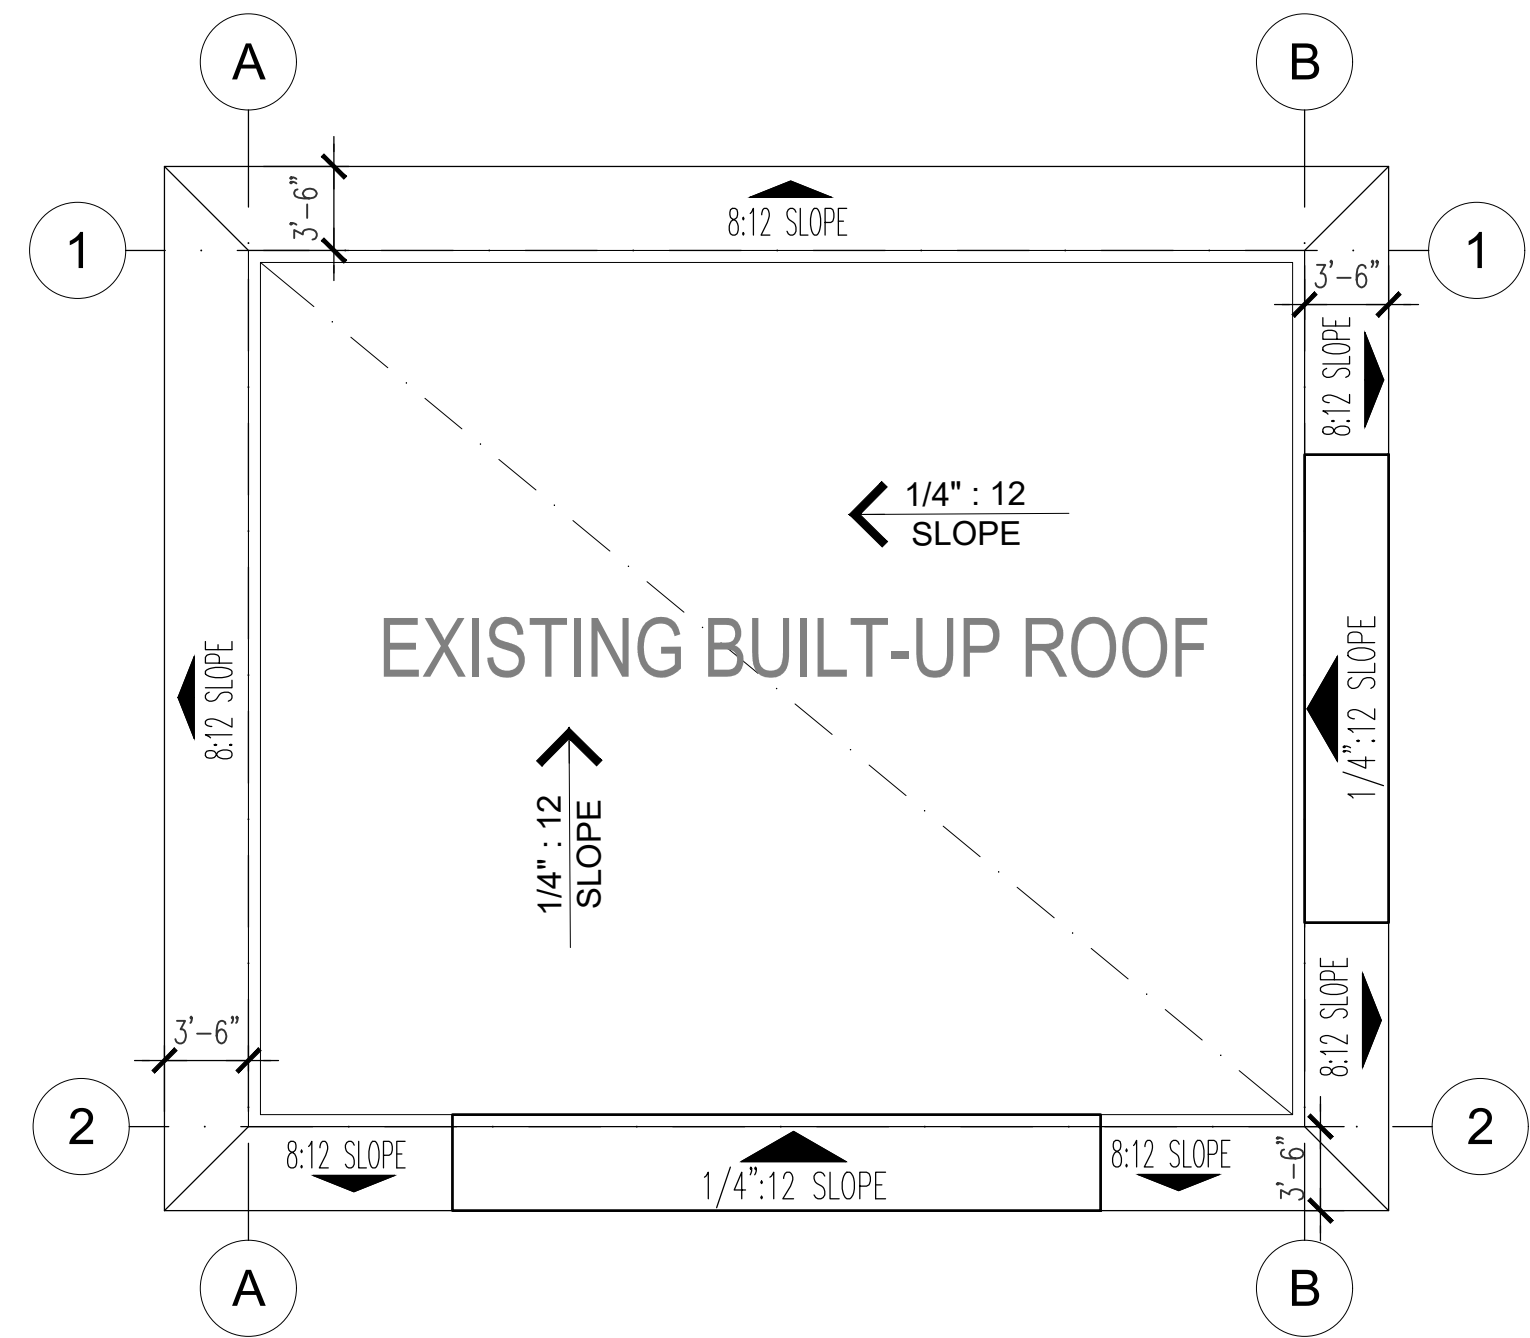 A
B
3'-6"
8:12 SLOPE
1
1
3'-6"
8:12 SLOPE
1/4" : 12
SLOPE
EXISTING BUILT-UP ROOF
8:12 SLOPE
1/4":12 SLOPE
1/4" : 12
SLOPE
3'-6"
8:12 SLOPE
2
2
8:12 SLOPE
1/4":12 SLOPE
8:12 SLOPE
3'-6"
A
B